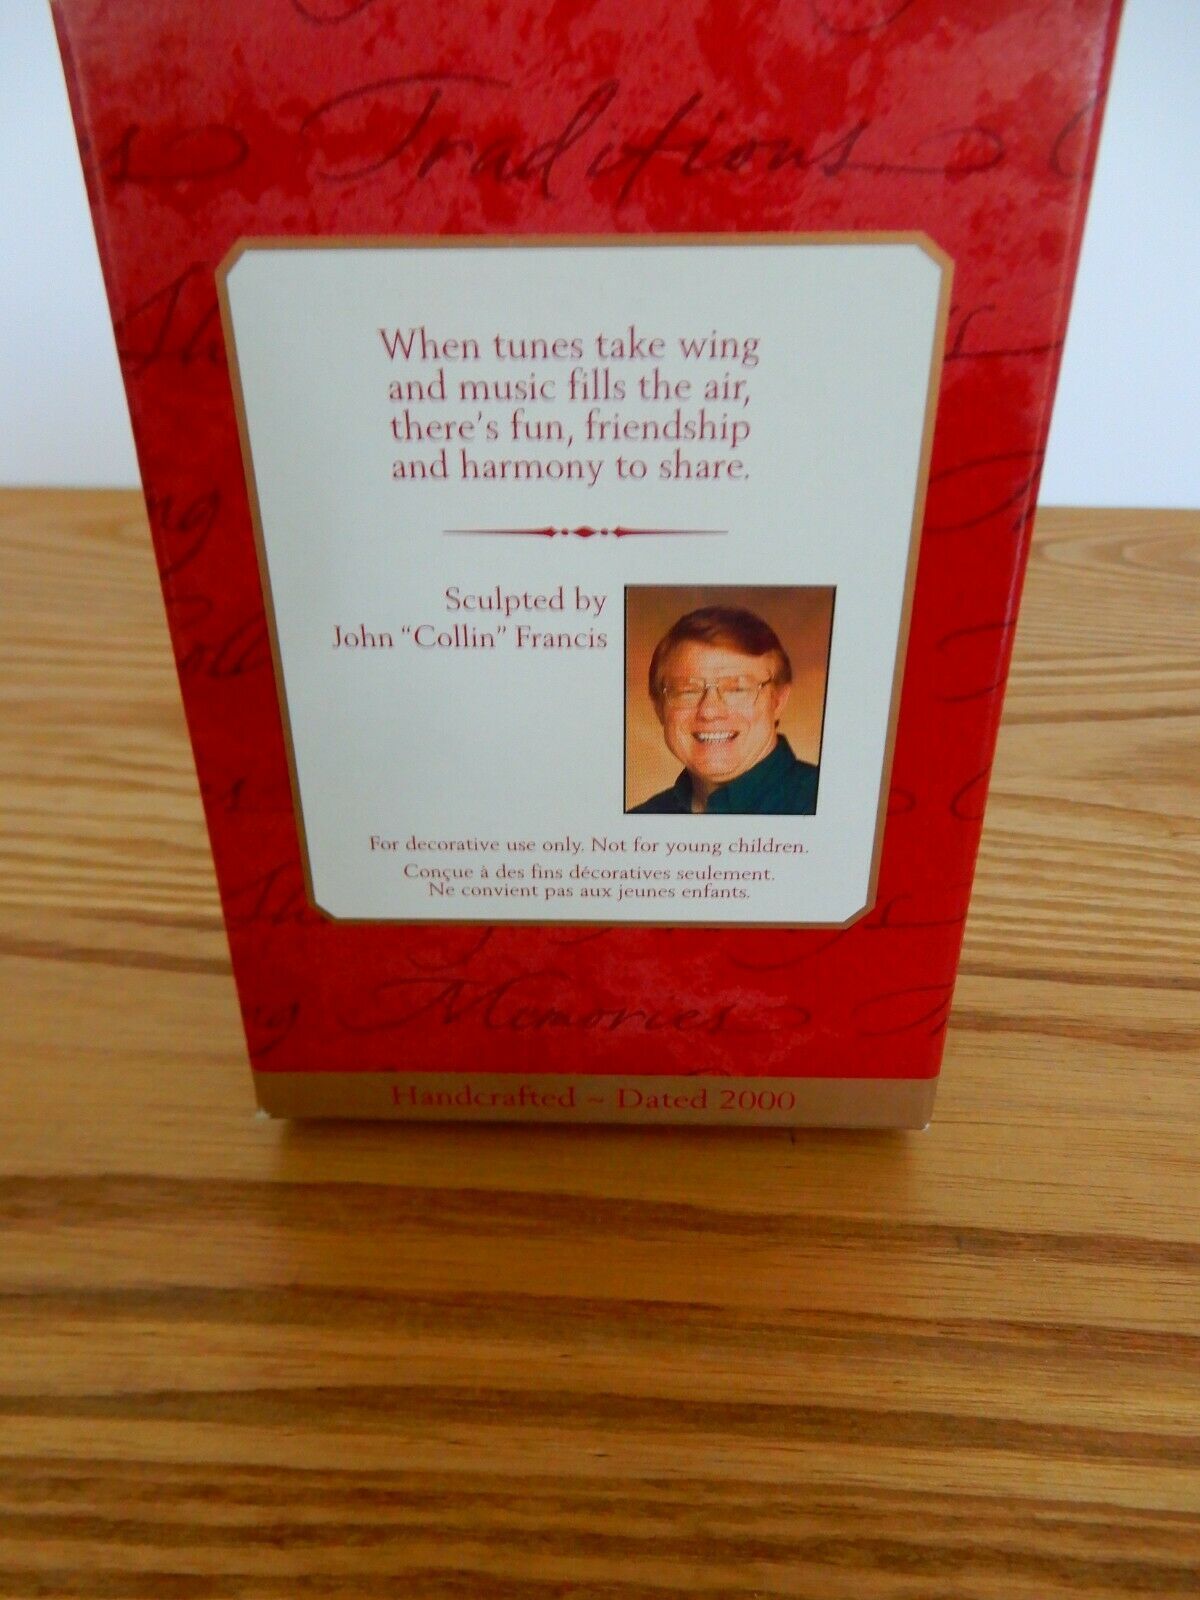 Traditions
When tunes take wing
and music fills the air,
there's fun, friendship
and harmony to share.
Sculpted by
John "Collin" Francis
For decorative use only. Not for young children.
Conçue à des fins décoratives seulement.
Ne convient pas aux jeunes enfants.
Memories
Handcrafted ~ Dated 2000